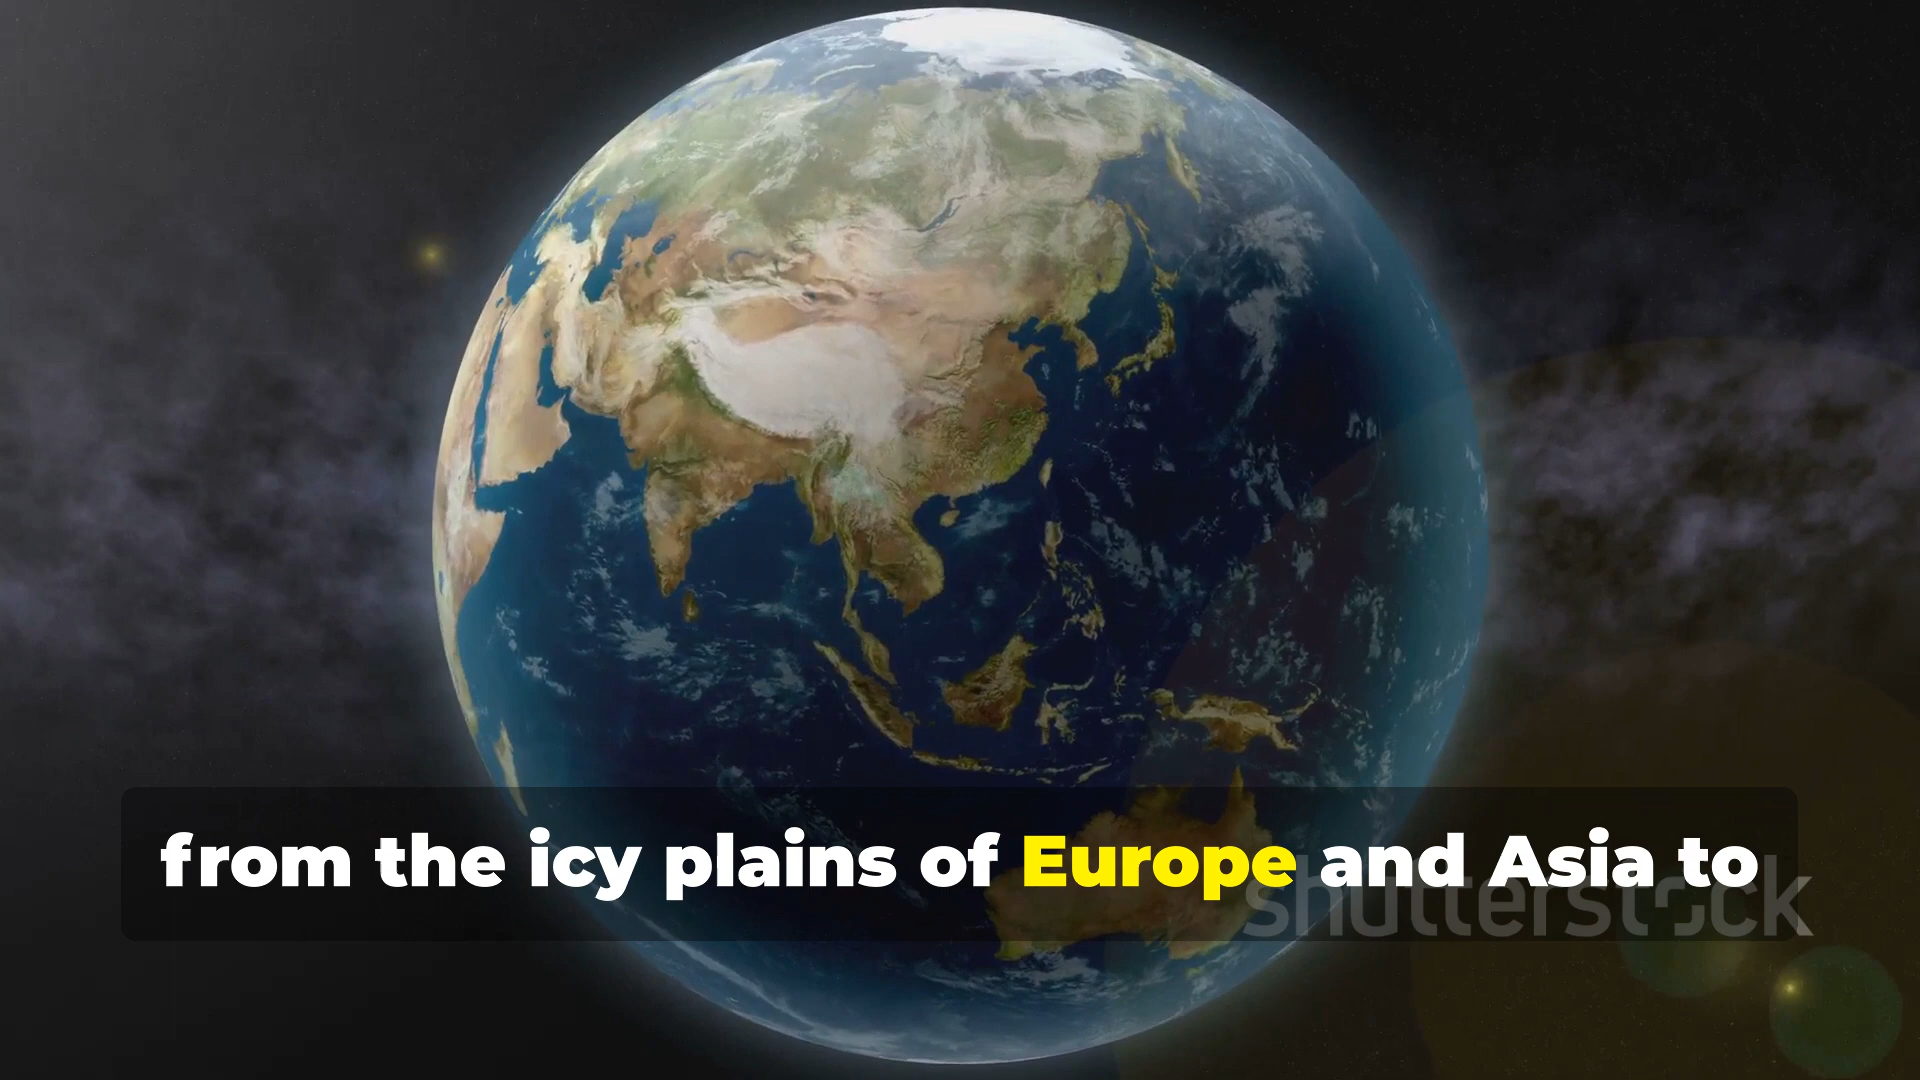 from the icy plains of Europe and Asia to
shutterstock